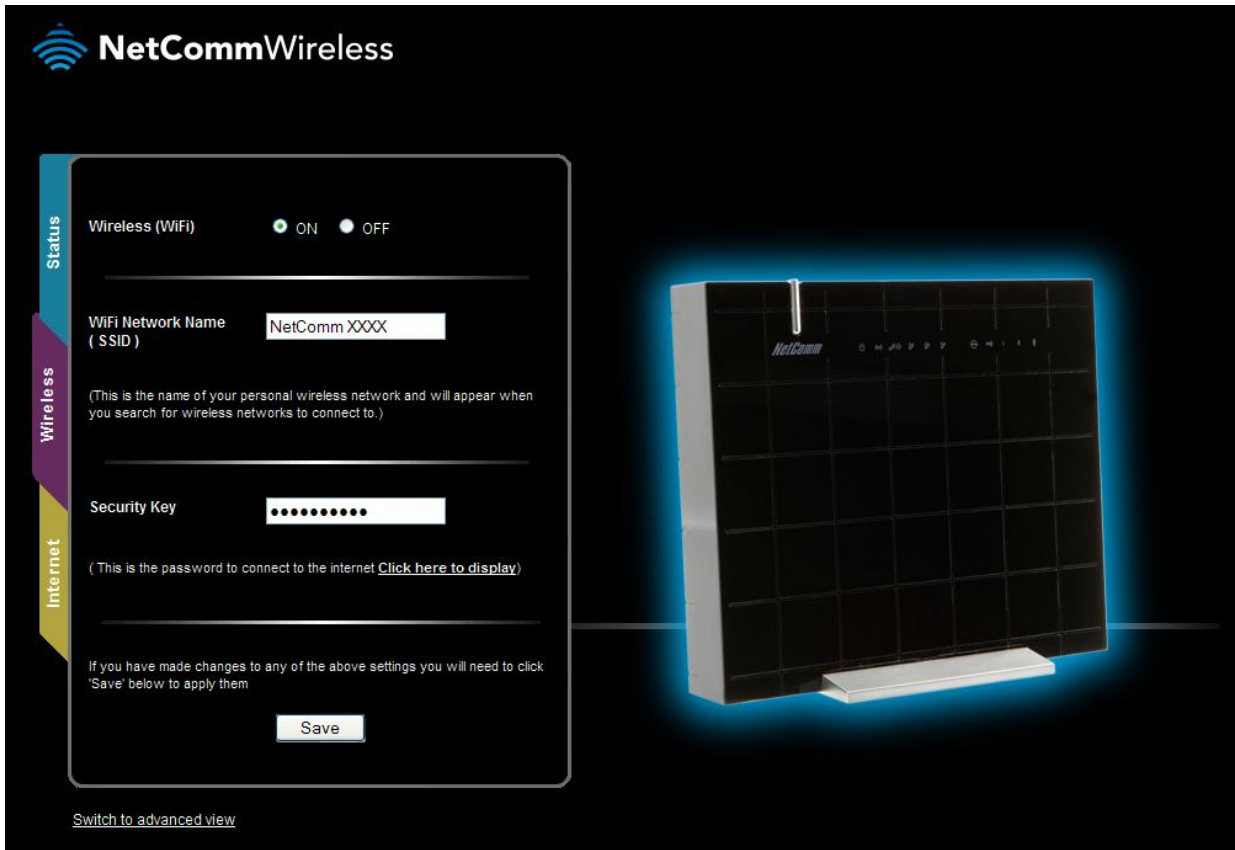 NetCommWireless
Status
Wireless
Internet
Wireless (WiFi)
ON OFF
WiFi Network Name
( SSID )
NetComm XXXX
(This is the name of your personal wireless network and will appear when
you search for wireless networks to connect to.)
Security Key
••••••••••
( This is the password to connect to the internet Click here to display)
If you have made changes to any of the above settings you will need to click
'Save' below to apply them
Save
Switch to advanced view
NetComm